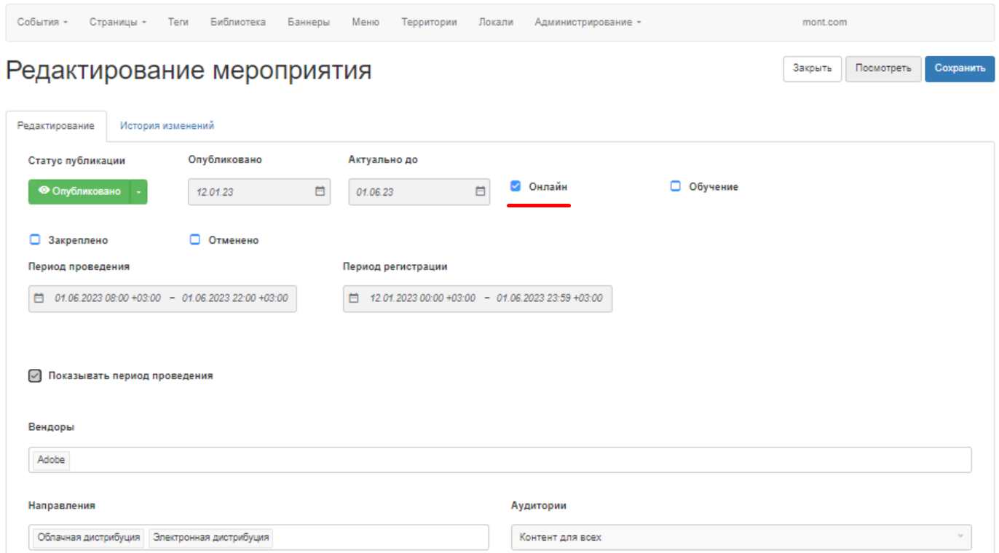 События Страницы Теги Библиотека Баннеры Меню Территории Локали Администрирование mont.com
Редактирование мероприятия
Закрыть Посмотреть Сохранить
Редактирование История изменений
Статус публикации Опубликовано Актуально до
Опубликовано 12.01.23 01.06.23 Онлайн Обучение
Закреплено Отменено
Период проведения Период регистрации
01.06.2023 08:00 +03:00 – 01.06.2023 22:00 +03:00 12.01.2023 00:00 +03:00 – 01.06.2023 23:59 +03:00
Показывать период проведения
Вендоры
Adobe
Направления Аудитории
Облачная дистрибуция Электронная дистрибуция Контент для всех